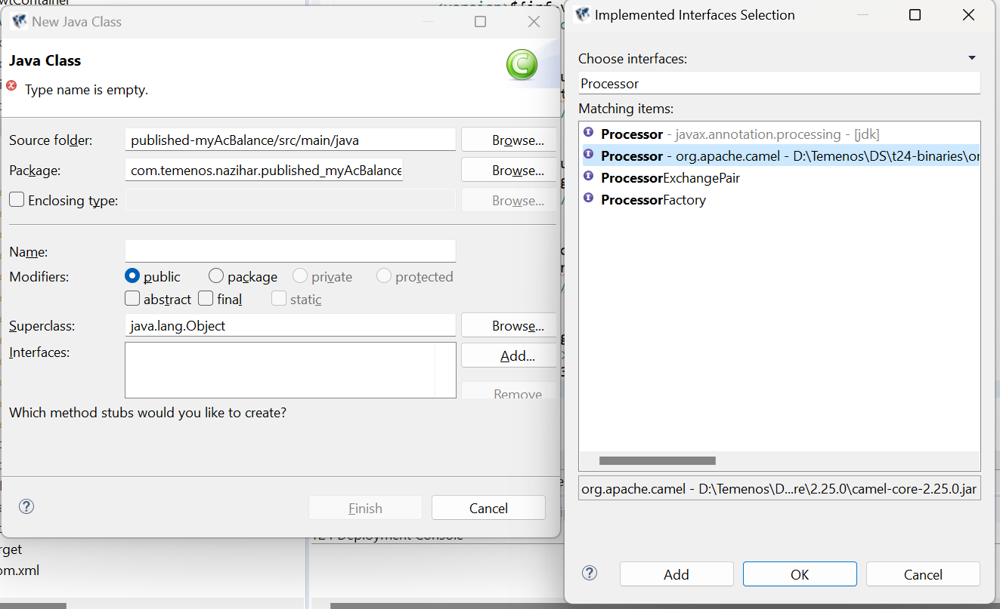 New Java Class
Java Class
Type name is empty.
Source folder: published-myAcBalance/src/main/java Browse...
Package: com.temenos.nazihar.published_myAcBalance Browse...
Enclosing type: Browse...
Name:
Modifiers: public package private protected
abstract final static
Superclass: java.lang.Object Browse...
Interfaces: Add...
Remove
Which method stubs would you like to create?
Finish Cancel
T24 Deployment Console
Implemented Interfaces Selection
Choose interfaces:
Processor
Matching items:
Processor - javax.annotation.processing - [jdk]
Processor - org.apache.camel - D:\Temenos\DS\t24-binaries\or
ProcessorExchangePair
ProcessorFactory
org.apache.camel - D:\Temenos\D...re\2.25.0\camel-core-2.25.0.jar
Add OK Cancel
rget
om.xml